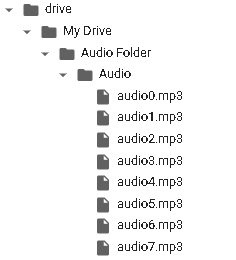 drive
My Drive
Audio Folder
Audio
audio0.mp3
audio1.mp3
audio2.mp3
audio3.mp3
audio4.mp3
audio5.mp3
audio6.mp3
audio7.mp3